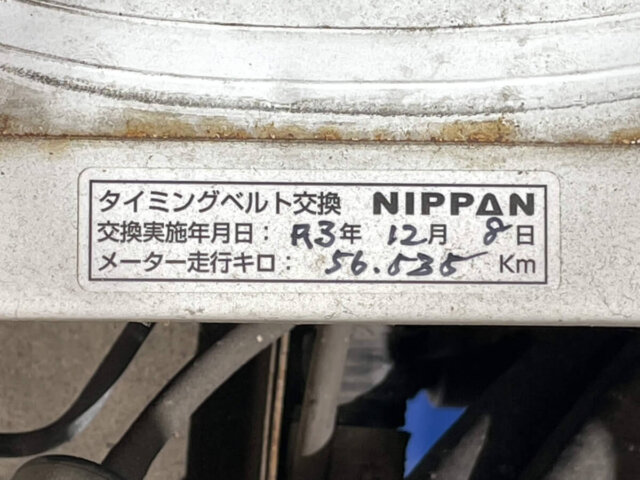 タイミングベルト交換 NIPPAN
交換実施年月日： R3年 12月 8日
メーター走行キロ： 56.535 Km